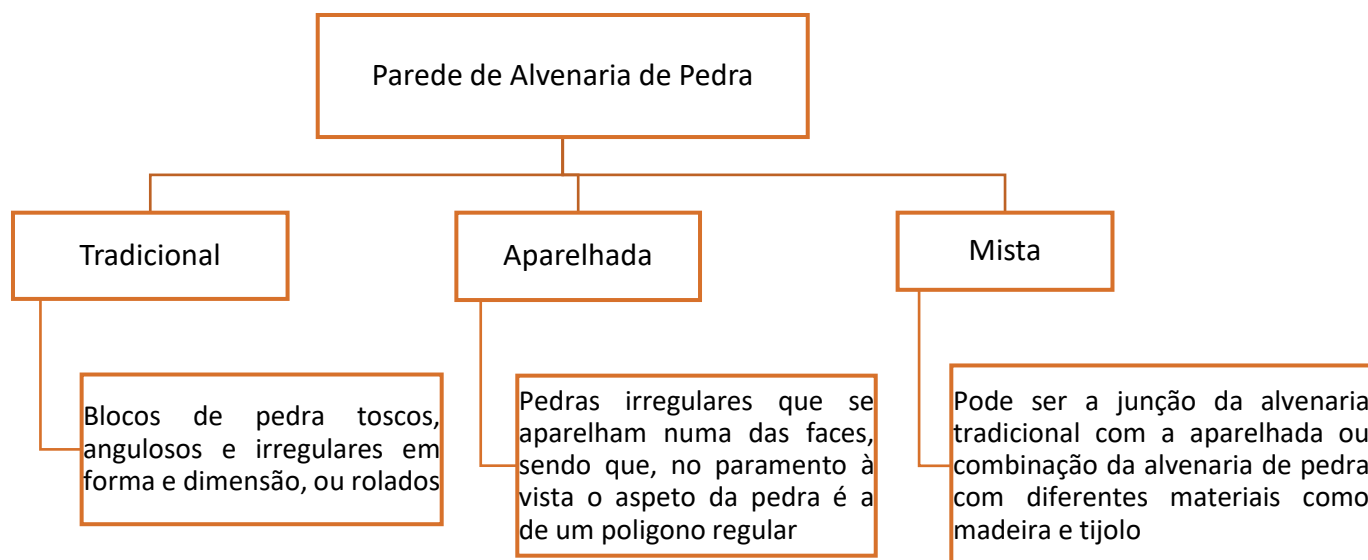 Parede de Alvenaria de Pedra
Tradicional
Aparelhada
Mista
Blocos de pedra toscos,
angulosos e irregulares em
forma e dimensão, ou rolados
Pedras irregulares que se
aparelham numa das faces,
sendo que, no paramento à
vista o aspeto da pedra é a
de um poligono regular
Pode ser a junção da alvenaria
tradicional com a aparelhada ou
combinação da alvenaria de pedra
com diferentes materiais como
madeira e tijolo